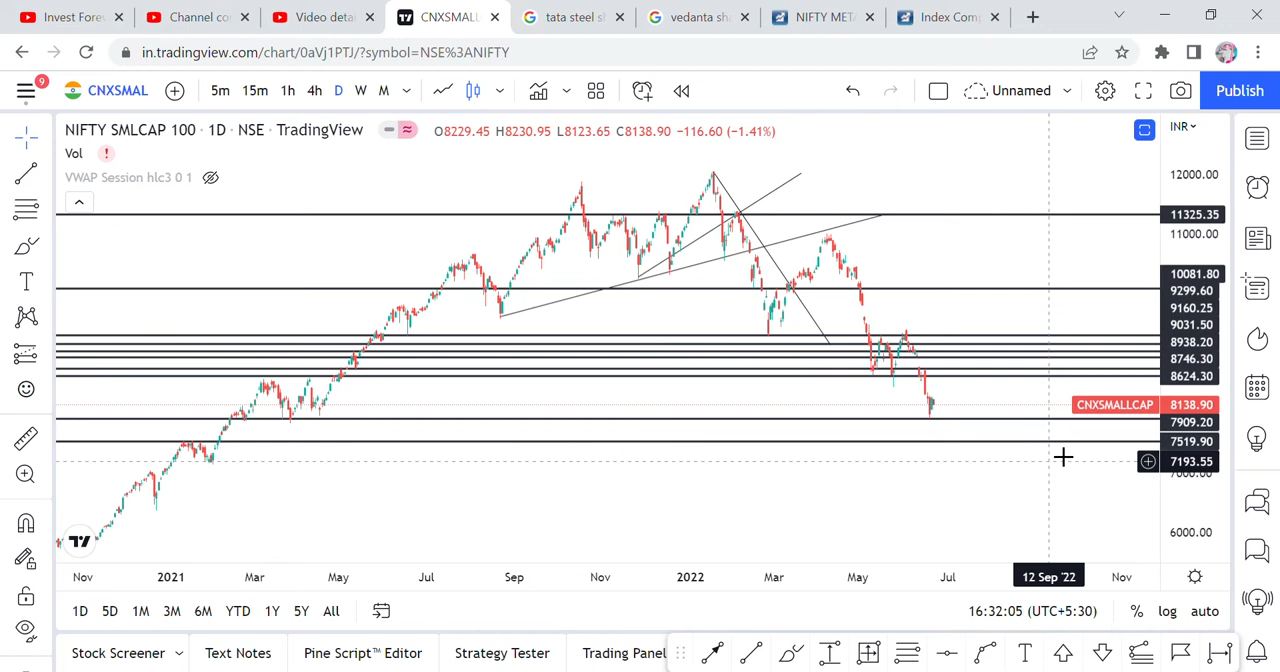 Invest Fore
Channel co
Video deta
CNXSMALL
tata steel s
vedanta sh
NIFTY META
Index Com
in.tradingview.com/chart/0aVj1PTJ/?symbol=NSE%3ANIFTY
9
CNXSMAL
5m 15m 1h 4h D W M
Unnamed
Publish
NIFTY SMLCAP 100 · 1D · NSE · TradingView
O8229.45 H8230.95 L8123.65 C8138.90 −116.60 (−1.41%)
INR
Vol
VWAP Session hlc3 0 1
12000.00
11325.35
11000.00
10081.80
9299.60
9160.25
9031.50
8938.20
8746.30
8624.30
CNXSMALLCAP 8138.90
7909.20
7519.90
7193.55
7000.00
6000.00
Nov 2021 Mar May Jul Sep Nov 2022 Mar May Jul 12 Sep '22 Nov
1D 5D 1M 3M 6M YTD 1Y 5Y All
16:32:05 (UTC+5:30) % log auto
Stock Screener Text Notes Pine Script™ Editor Strategy Tester Trading Panel